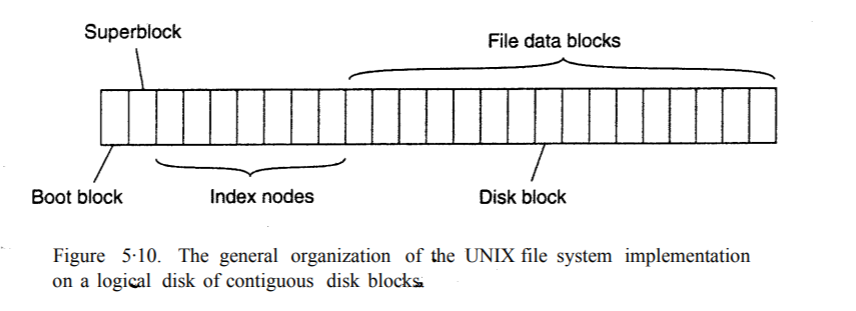 Superblock
File data blocks
Boot block
Index nodes
Disk block
Figure 5·10. The general organization of the UNIX file system implementation
on a logical disk of contiguous disk blocks.